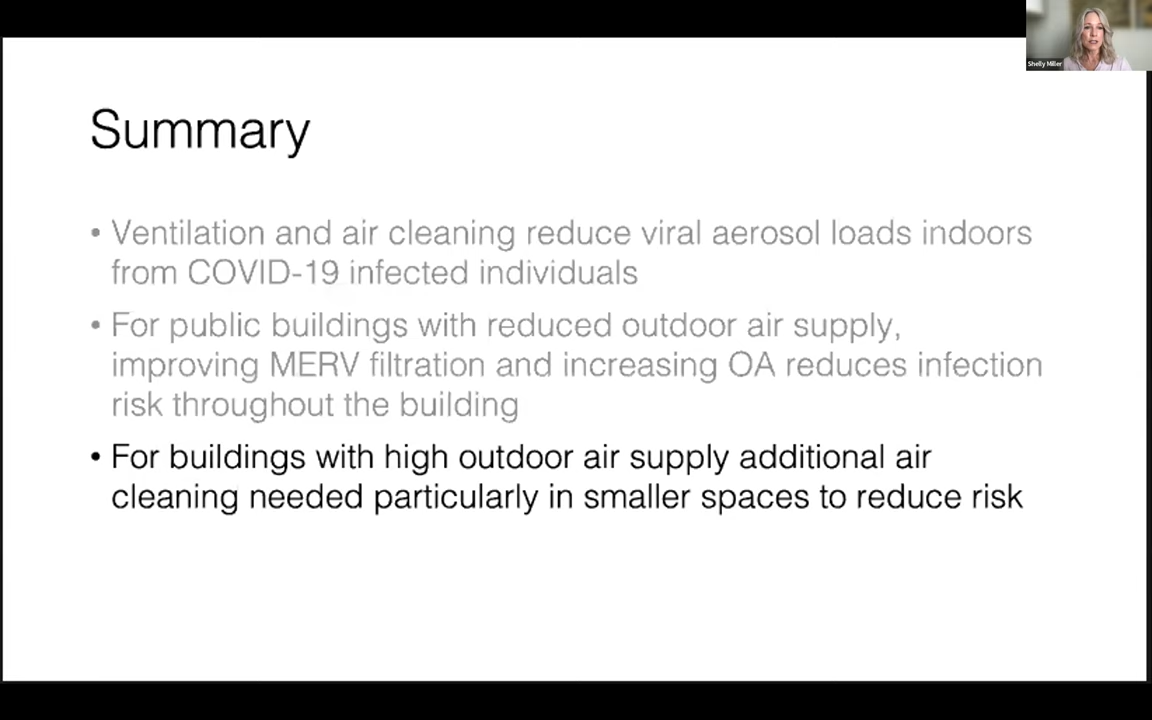 Shelly Miller
Summary
• Ventilation and air cleaning reduce viral aerosol loads indoors
from COVID-19 infected individuals
• For public buildings with reduced outdoor air supply,
improving MERV filtration and increasing OA reduces infection
risk throughout the building
• For buildings with high outdoor air supply additional air
cleaning needed particularly in smaller spaces to reduce risk